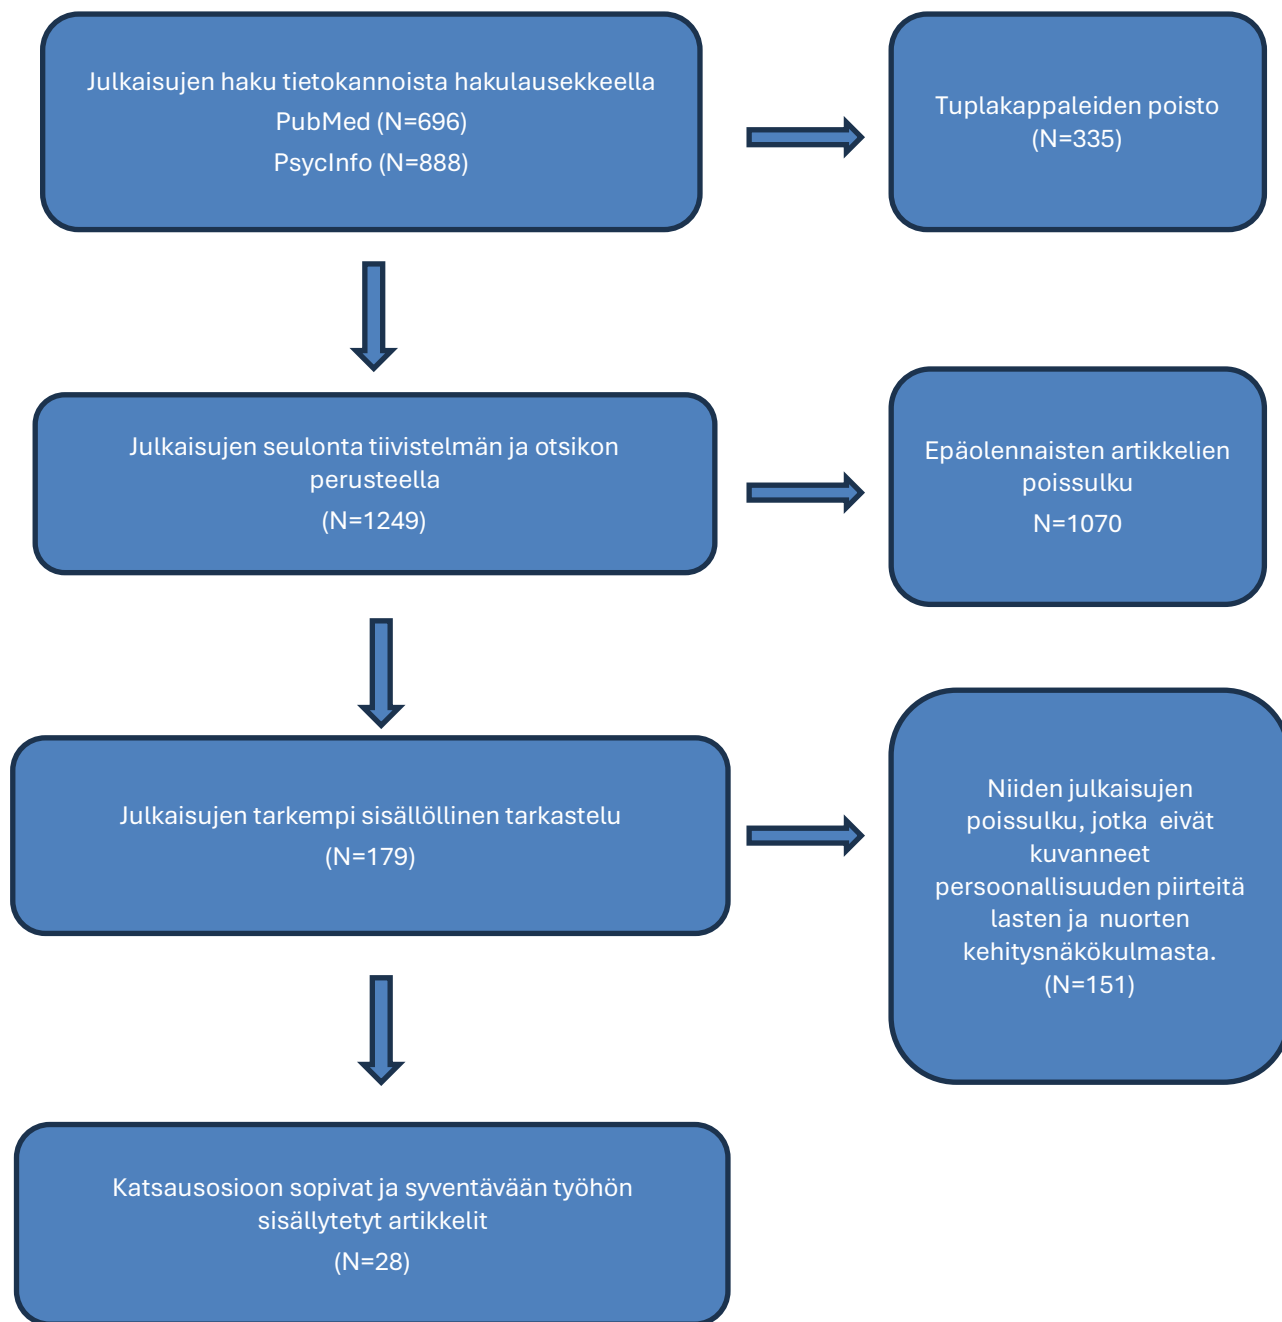 Julkaisujen haku tietokannoista hakulausekkeella
PubMed (N=696)
PsycInfo (N=888)
Tuplakappaleiden poisto
(N=335)
Julkaisujen seulonta tiivistelmän ja otsikon
perusteella
(N=1249)
Epäolennaisten artikkelien
poissulku
N=1070
Julkaisujen tarkempi sisällöllinen tarkastelu
(N=179)
Niiden julkaisujen
poissulku, jotka eivät
kuvanneet
persoonallisuuden piirteitä
lasten ja nuorten
kehitysnäkökulmasta.
(N=151)
Katsausosioon sopivat ja syventävään työhön
sisällytetyt artikkelit
(N=28)